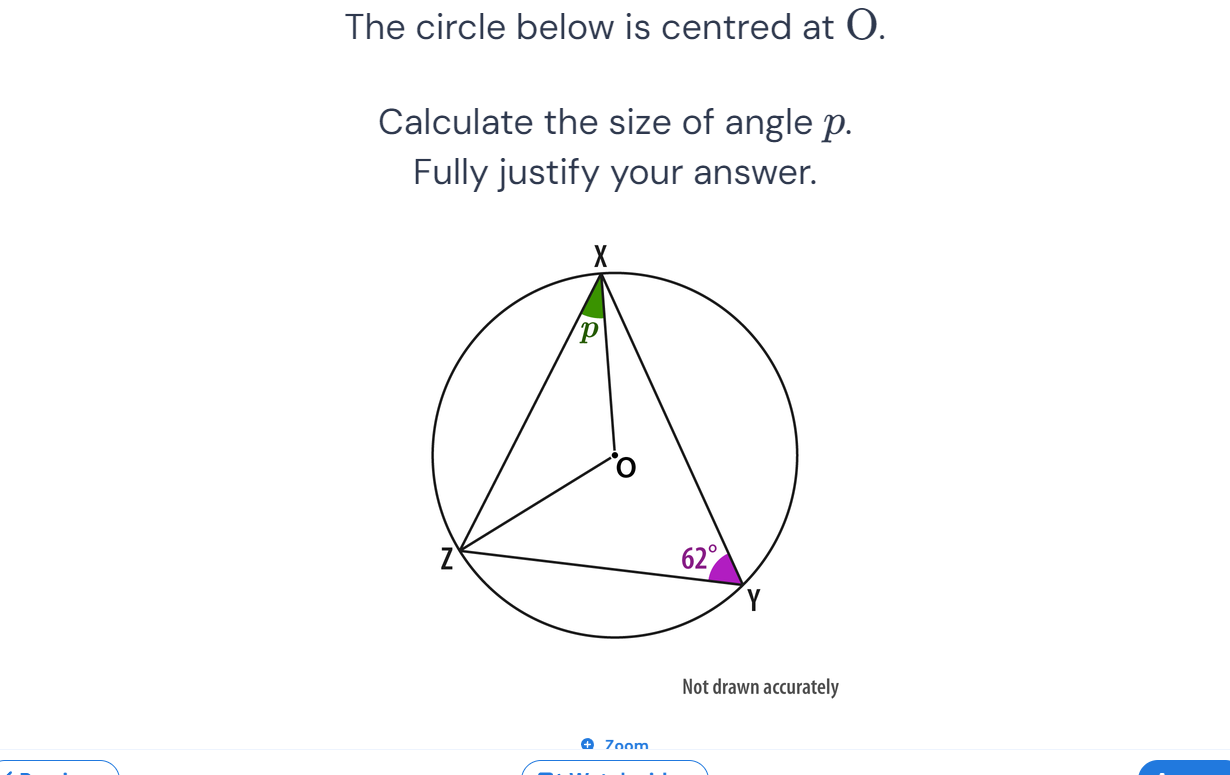 The circle below is centred at O.
Calculate the size of angle p.
Fully justify your answer.
X
p
O
Z
62°
Y
Not drawn accurately
Zoom